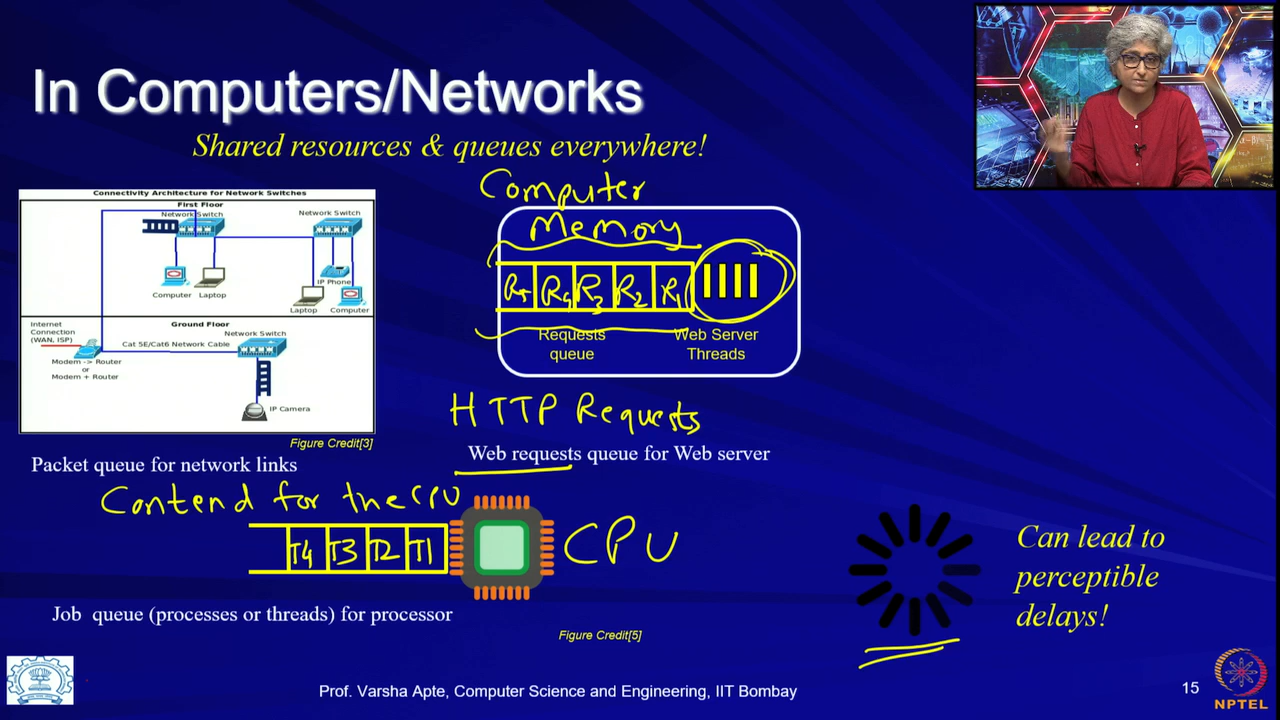 In Computers/Networks
Shared resources & queues everywhere!
Connectivity Architecture for Network Switches
First Floor
Network Switch
Network Switch
IP Phone
Computer
Laptop
Laptop
Computer
Ground Floor
Internet
Connection
(WAN, ISP)
Network Switch
Cat 5E/Cat6 Network Cable
Modem -> Router
or
Modem + Router
IP Camera
Figure Credit[3]
Packet queue for network links
Computer
Memory
R5 R4 R3 R2 R1
Requests
queue
Web Server
Threads
HTTP Requests
Web requests queue for Web server
Contend for the CPU
T4 T3 T2 T1
CPU
Job queue (processes or threads) for processor
Figure Credit[5]
Can lead to
perceptible
delays!
Prof. Varsha Apte, Computer Science and Engineering, IIT Bombay
15
NPTEL